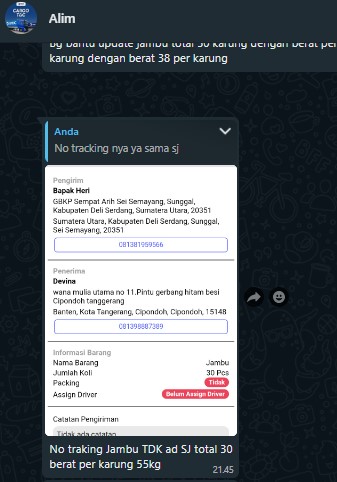 CARGO
TDC
Alim
bg bantu update jambu total 30 karung dengan berat per
karung dengan berat 38 per karung
Anda
No tracking nya ya sama sj
Pengirim
Bapak Heri
GBKP Sempat Arih Sei Semayang, Sunggal,
Kabupaten Deli Serdang, Sumatera Utara, 20351
Sumatera Utara, Kabupaten Deli Serdang, Sunggal,
Sei Semayang, 20351
081381959566
Penerima
Devina
wana mulia utama no 11.Pintu gerbang hitam besi
Cipondoh tanggerang
Banten, Kota Tangerang, Cipondoh, Cipondoh, 15148
081398887389
Informasi Barang
Nama Barang Jambu
Jumlah Koli 30 Pcs
Packing Tidak
Assign Driver Belum Assign Driver
Catatan Pengiriman
Tidak ada catatan
No traking Jambu TDK ad SJ total 30
berat per karung 55kg
21.45